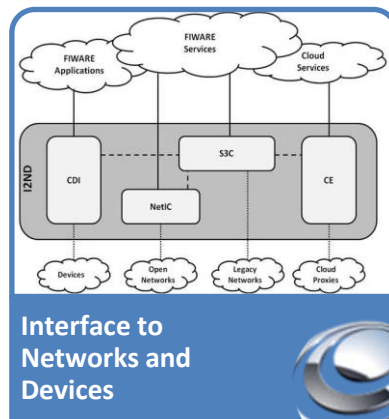 FIWARE
Applications
FIWARE
Services
Cloud
Services
I2ND
CDI
S3C
CE
NetIC
Devices
Open
Networks
Legacy
Networks
Cloud
Proxies
Interface to
Networks and
Devices